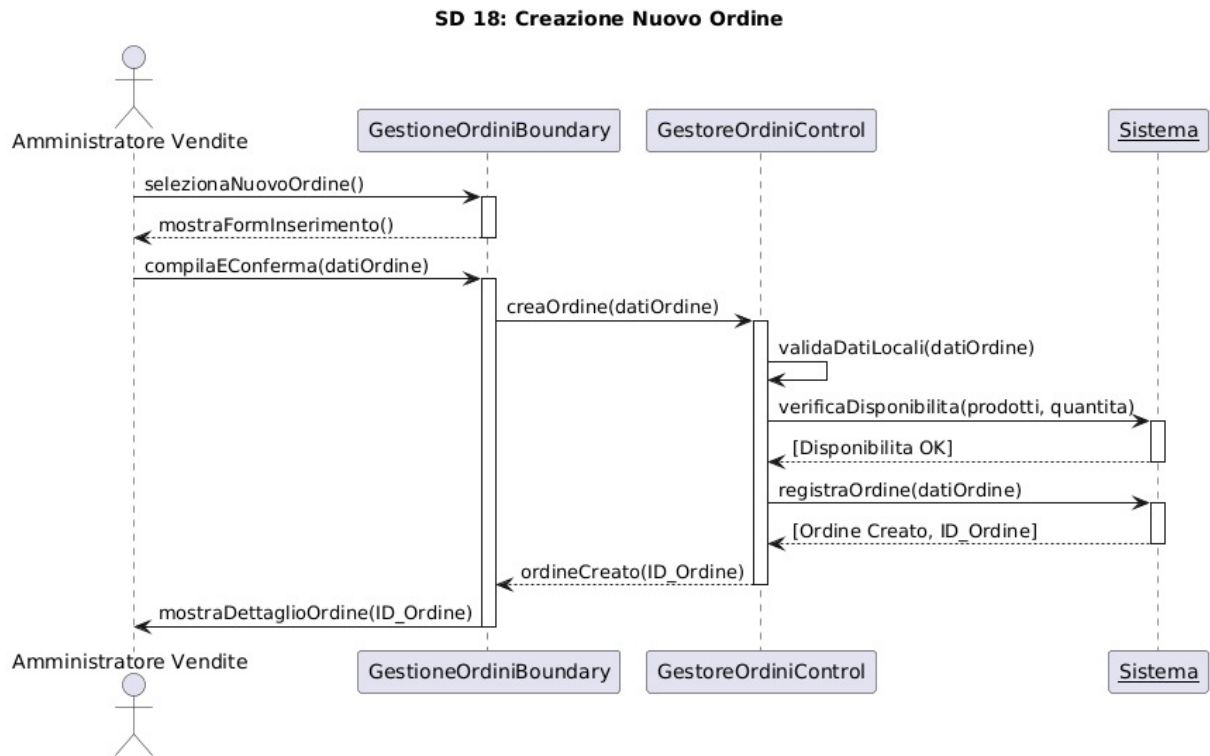 SD 18: Creazione Nuovo Ordine
Amministratore Vendite
GestioneOrdiniBoundary
GestoreOrdiniControl
Sistema
selezionaNuovoOrdine()
mostraFormInserimento()
compilaEConferma(datiOrdine)
creaOrdine(datiOrdine)
validaDatiLocali(datiOrdine)
verificaDisponibilita(prodotti, quantita)
[Disponibilita OK]
registraOrdine(datiOrdine)
[Ordine Creato, ID_Ordine]
ordineCreato(ID_Ordine)
mostraDettaglioOrdine(ID_Ordine)
Amministratore Vendite
GestioneOrdiniBoundary
GestoreOrdiniControl
Sistema